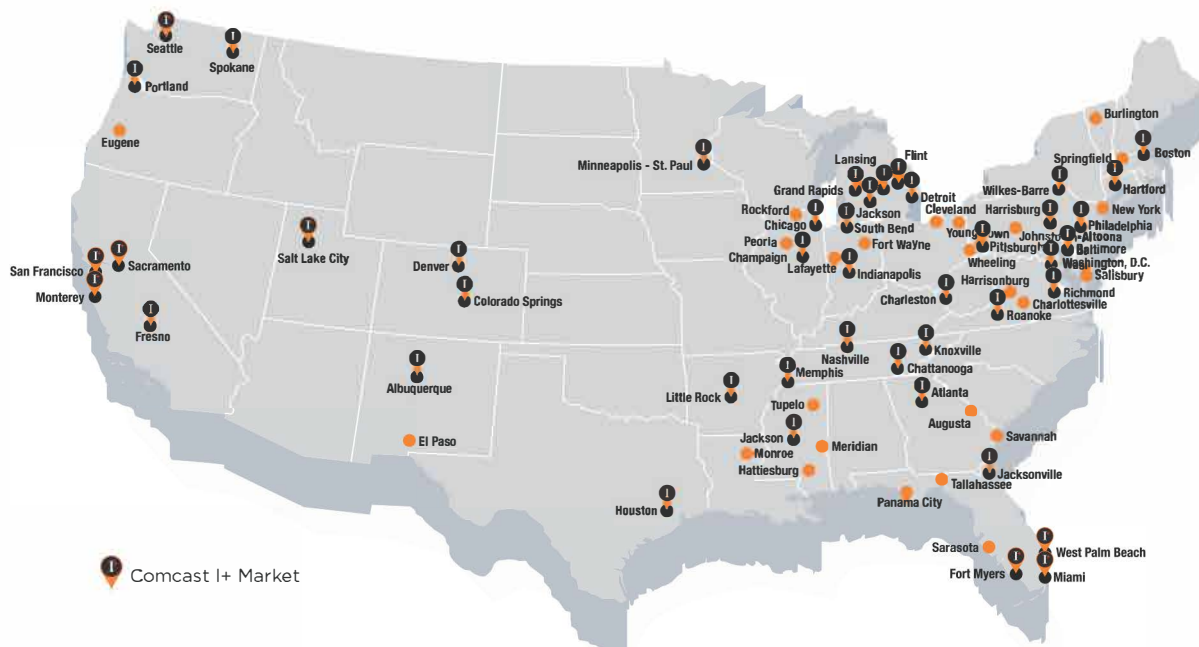 Seattle
Spokane
Portland
Eugene
Minneapolis - St. Paul
Lansing
Flint
Grand Rapids
Detroit
Jackson
Rockford
Chicago
South Bend
Peoria
Fort Wayne
Champaign
Lafayette
Indianapolis
Burlington
Springfield
Boston
Wilkes-Barre
Hartford
Cleveland
Harrisburg
New York
Philadelphia
Pittsburgh
Baltimore
Wheeling
Washington, D.C.
Salisbury
Harrisonburg
Charleston
Richmond
Charlottesville
Roanoke
San Francisco
Sacramento
Monterey
Fresno
Salt Lake City
Denver
Colorado Springs
Albuquerque
El Paso
Nashville
Knoxville
Memphis
Chattanooga
Little Rock
Atlanta
Tupelo
Augusta
Jackson
Monroe
Meridian
Savannah
Hattiesburg
Jacksonville
Tallahassee
Panama City
Houston
Sarasota
West Palm Beach
Fort Myers
Miami
I Comcast I+ Market